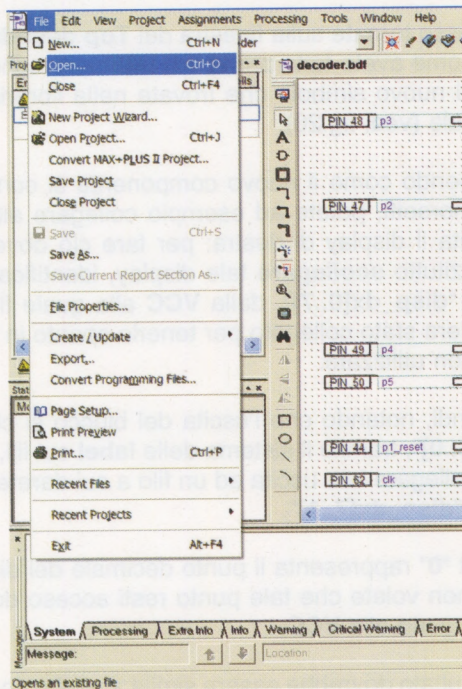 File Edit View Project Assignments Processing Tools Window Help
New... Ctrl+N
Open... Ctrl+O
Close Ctrl+F4
New Project Wizard...
Open Project... Ctrl+J
Convert MAX+PLUS II Project...
Save Project
Close Project
Save Ctrl+S
Save As...
Save Current Report Section As...
File Properties...
Create / Update
Export...
Convert Programming Files...
Page Setup...
Print Preview
Print... Ctrl+P
Recent Files
Recent Projects
Exit Alt+F4
decoder.bdf
PIN 48 p3
PIN 47 p2
PIN 49 p4
PIN 50 p5
PIN 44 p1_reset
PIN 62 clk
System Processing Extra Info Info Warning Critical Warning Error
Messages
Message: Location:
Opens an existing file